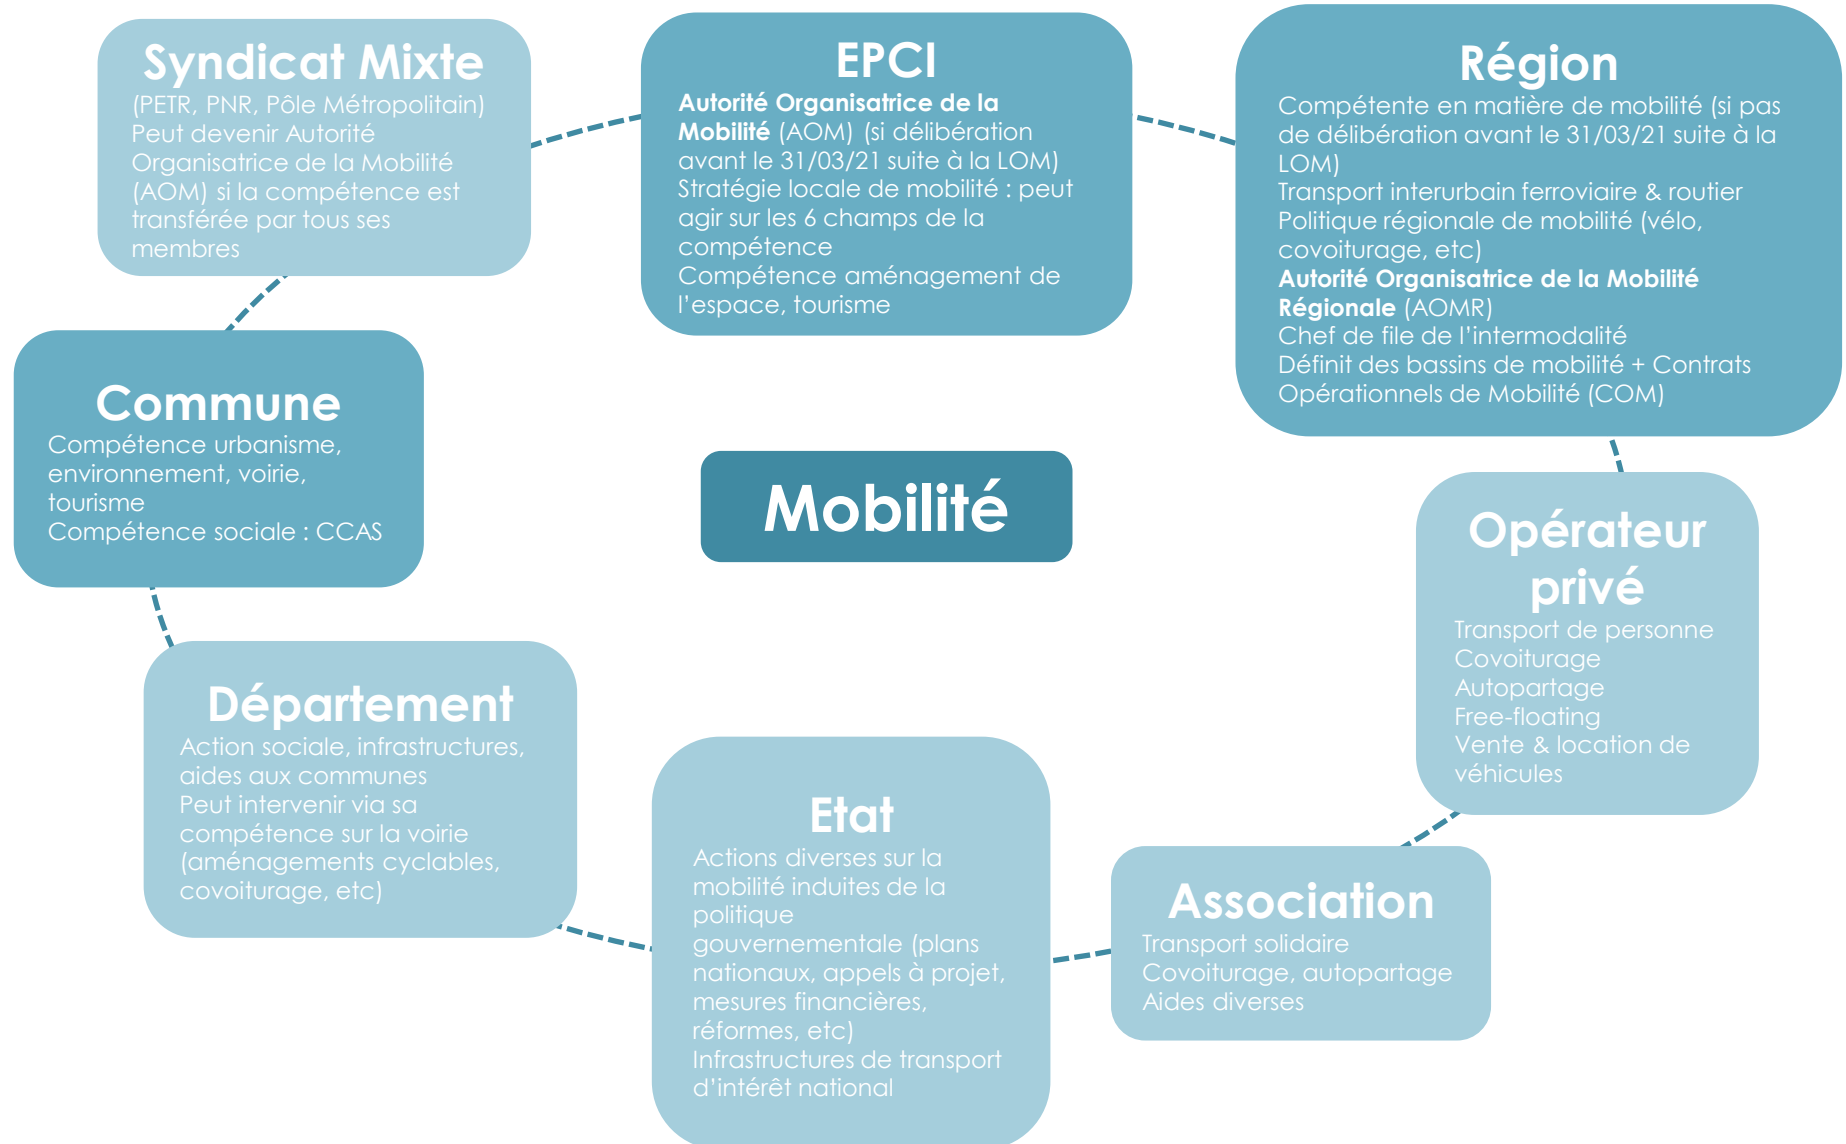 Syndicat Mixte
(PETR, PNR, Pôle Métropolitain)
Peut devenir Autorité
Organisatrice de la Mobilité
(AOM) si la compétence est
transférée par tous ses
membres
EPCI
Autorité Organisatrice de la
Mobilité (AOM) (si délibération
avant le 31/03/21 suite à la LOM)
Stratégie locale de mobilité : peut
agir sur les 6 champs de la
compétence
Compétence aménagement de
l'espace, tourisme
Région
Compétente en matière de mobilité (si pas
de délibération avant le 31/03/21 suite à la
LOM)
Transport interurbain ferroviaire & routier
Politique régionale de mobilité (vélo,
covoiturage, etc)
Autorité Organisatrice de la Mobilité
Régionale (AOMR)
Chef de file de l'intermodalité
Définit des bassins de mobilité + Contrats
Opérationnels de Mobilité (COM)
Commune
Compétence urbanisme,
environnement, voirie,
tourisme
Compétence sociale : CCAS
Mobilité
Opérateur
privé
Transport de personne
Covoiturage
Autopartage
Free-floating
Vente & location de
véhicules
Département
Action sociale, infrastructures,
aides aux communes
Peut intervenir via sa
compétence sur la voirie
(aménagements cyclables,
covoiturage, etc)
Etat
Actions diverses sur la
mobilité induites de la
politique
gouvernementale (plans
nationaux, appels à projet,
mesures financières,
réformes, etc)
Infrastructures de transport
d'intérêt national
Association
Transport solidaire
Covoiturage, autopartage
Aides diverses